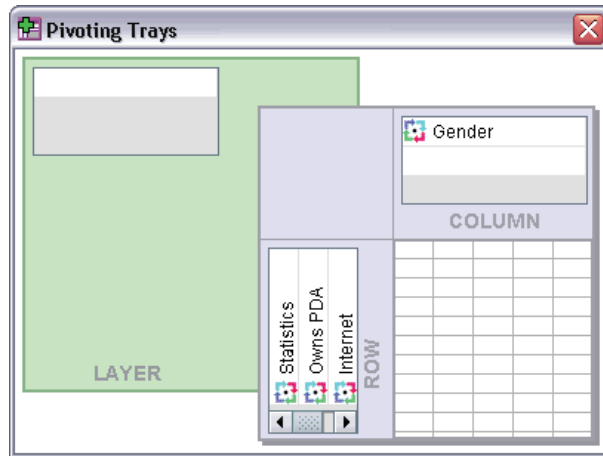 Pivoting Trays
Gender
COLUMN
Statistics
Owns PDA
Internet
ROW
LAYER